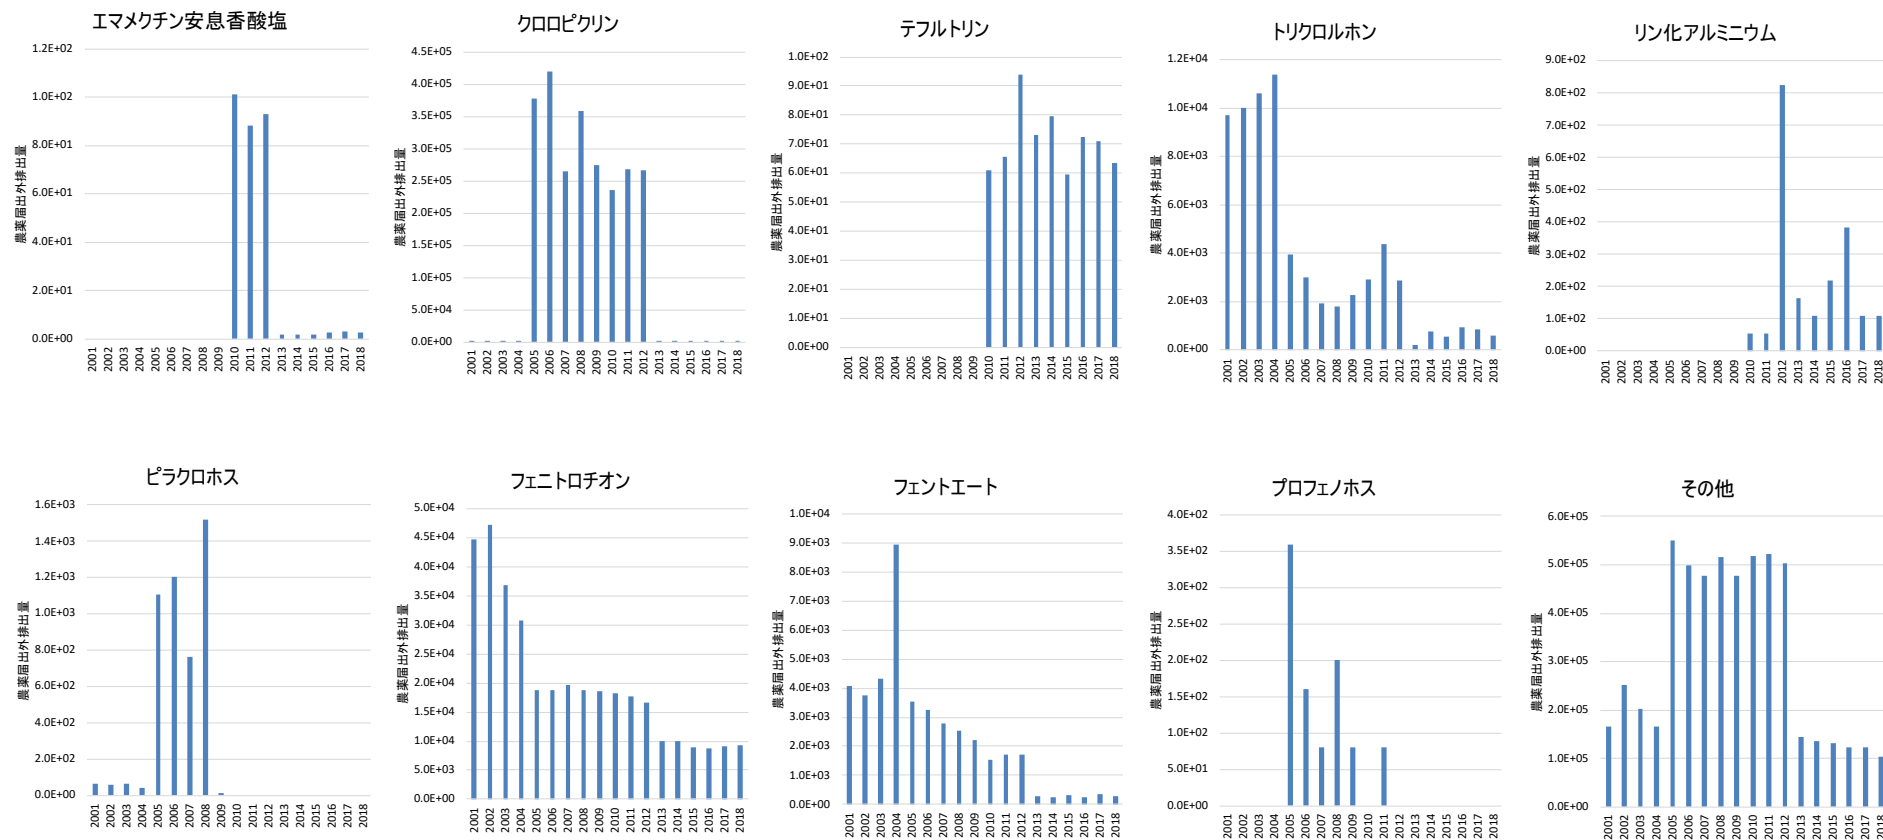 エマメクチン安息香酸塩
農薬届出外排出量
1.2E+02
1.0E+02
8.0E+01
6.0E+01
4.0E+01
2.0E+01
0.0E+00
2001 2002 2003 2004 2005 2006 2007 2008 2009 2010 2011 2012 2013 2014 2015 2016 2017 2018
クロロピクリン
農薬届出外排出量
4.5E+05
4.0E+05
3.5E+05
3.0E+05
2.5E+05
2.0E+05
1.5E+05
1.0E+05
5.0E+04
0.0E+00
2001 2002 2003 2004 2005 2006 2007 2008 2009 2010 2011 2012 2013 2014 2015 2016 2017 2018
テフルトリン
農薬届出外排出量
1.0E+02
9.0E+01
8.0E+01
7.0E+01
6.0E+01
5.0E+01
4.0E+01
3.0E+01
2.0E+01
1.0E+01
0.0E+00
2001 2002 2003 2004 2005 2006 2007 2008 2009 2010 2011 2012 2013 2014 2015 2016 2017 2018
トリクロルホン
農薬届出外排出量
1.2E+04
1.0E+04
8.0E+03
6.0E+03
4.0E+03
2.0E+03
0.0E+00
2001 2002 2003 2004 2005 2006 2007 2008 2009 2010 2011 2012 2013 2014 2015 2016 2017 2018
リン化アルミニウム
農薬届出外排出量
9.0E+02
8.0E+02
7.0E+02
6.0E+02
5.0E+02
4.0E+02
3.0E+02
2.0E+02
1.0E+02
0.0E+00
2001 2002 2003 2004 2005 2006 2007 2008 2009 2010 2011 2012 2013 2014 2015 2016 2017 2018
ピラクロホス
農薬届出外排出量
1.6E+03
1.4E+03
1.2E+03
1.0E+03
8.0E+02
6.0E+02
4.0E+02
2.0E+02
0.0E+00
2001 2002 2003 2004 2005 2006 2007 2008 2009 2010 2011 2012 2013 2014 2015 2016 2017 2018
フェニトロチオン
農薬届出外排出量
5.0E+04
4.5E+04
4.0E+04
3.5E+04
3.0E+04
2.5E+04
2.0E+04
1.5E+04
1.0E+04
5.0E+03
0.0E+00
2001 2002 2003 2004 2005 2006 2007 2008 2009 2010 2011 2012 2013 2014 2015 2016 2017 2018
フェントエート
農薬届出外排出量
1.0E+04
9.0E+03
8.0E+03
7.0E+03
6.0E+03
5.0E+03
4.0E+03
3.0E+03
2.0E+03
1.0E+03
0.0E+00
2001 2002 2003 2004 2005 2006 2007 2008 2009 2010 2011 2012 2013 2014 2015 2016 2017 2018
プロフェノホス
農薬届出外排出量
4.0E+02
3.5E+02
3.0E+02
2.5E+02
2.0E+02
1.5E+02
1.0E+02
5.0E+01
0.0E+00
2001 2002 2003 2004 2005 2006 2007 2008 2009 2010 2011 2012 2013 2014 2015 2016 2017 2018
その他
農薬届出外排出量
6.0E+05
5.0E+05
4.0E+05
3.0E+05
2.0E+05
1.0E+05
0.0E+00
2001 2002 2003 2004 2005 2006 2007 2008 2009 2010 2011 2012 2013 2014 2015 2016 2017 2018